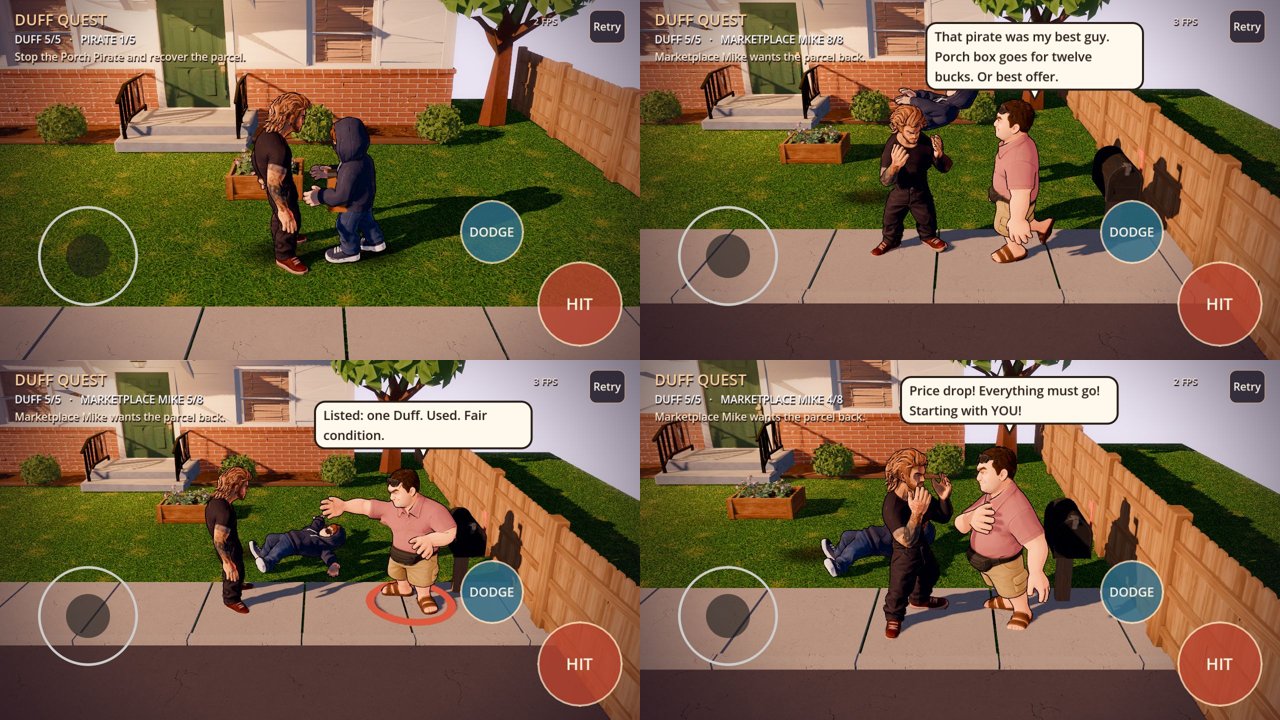 DUFF QUEST
2 FPS
Retry
DUFF 5/5 · PIRATE 1/5
Stop the Porch Pirate and recover the parcel.
DODGE
HIT
DUFF QUEST
3 FPS
Retry
DUFF 5/5 · MARKETPLACE MIKE 8/8
Marketplace Mike wants the parcel back.
That pirate was my best guy.
Porch box goes for twelve
bucks. Or best offer.
DODGE
HIT
DUFF QUEST
3 FPS
Retry
DUFF 5/5 · MARKETPLACE MIKE 5/8
Marketplace Mike wants the parcel back.
Listed: one Duff. Used. Fair
condition.
DODGE
HIT
DUFF QUEST
2 FPS
Retry
DUFF 5/5 · MARKETPLACE MIKE 4/8
Marketplace Mike wants the parcel back.
Price drop! Everything must go!
Starting with YOU!
DODGE
HIT